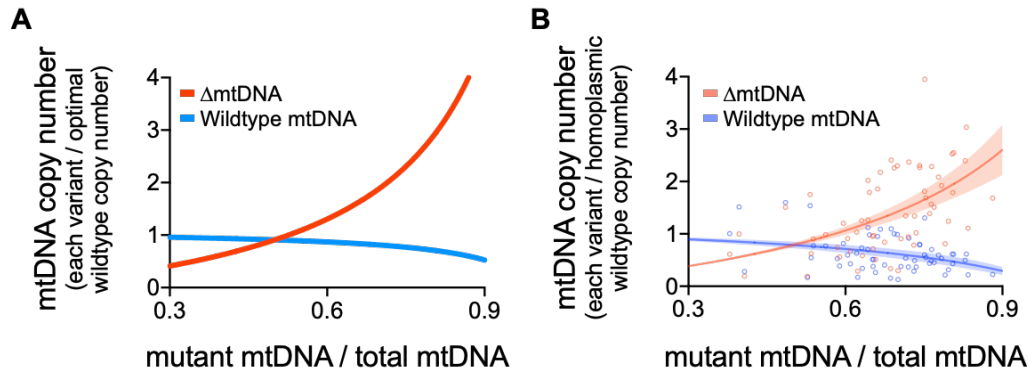 A
mtDNA copy number
(each variant / optimal
wildtype copy number)
4
3
2
1
0
ΔmtDNA
Wildtype mtDNA
0.3
0.6
0.9
mutant mtDNA / total mtDNA
B
mtDNA copy number
(each variant / homoplasmic
wildtype copy number)
4
3
2
1
0
ΔmtDNA
Wildtype mtDNA
0.3
0.6
0.9
mutant mtDNA / total mtDNA